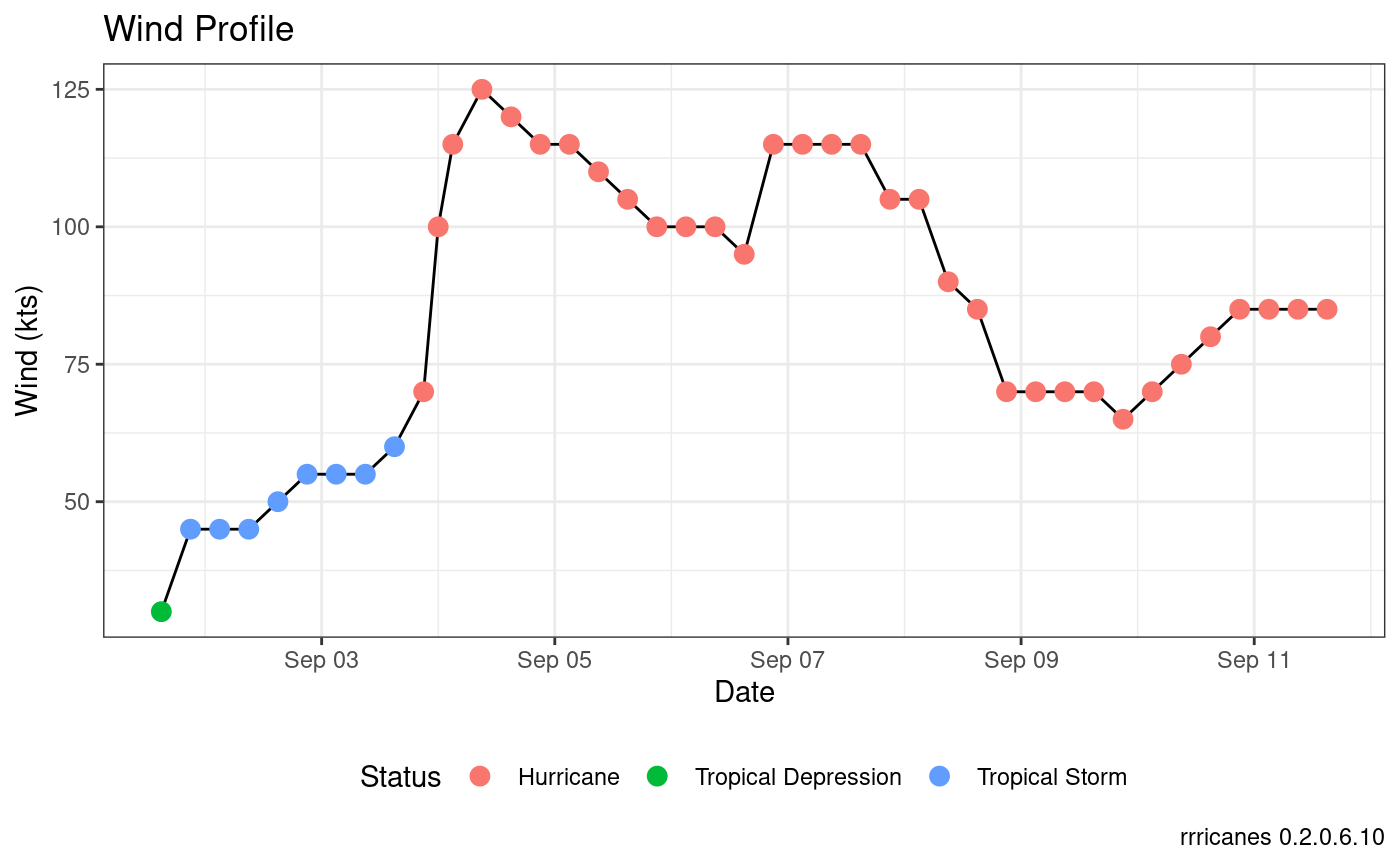 Wind Profile
125
100
75
50
Wind (kts)
Sep 03 Sep 05 Sep 07 Sep 09 Sep 11
Date
Status Hurricane Tropical Depression Tropical Storm
rrricanes 0.2.0.6.10